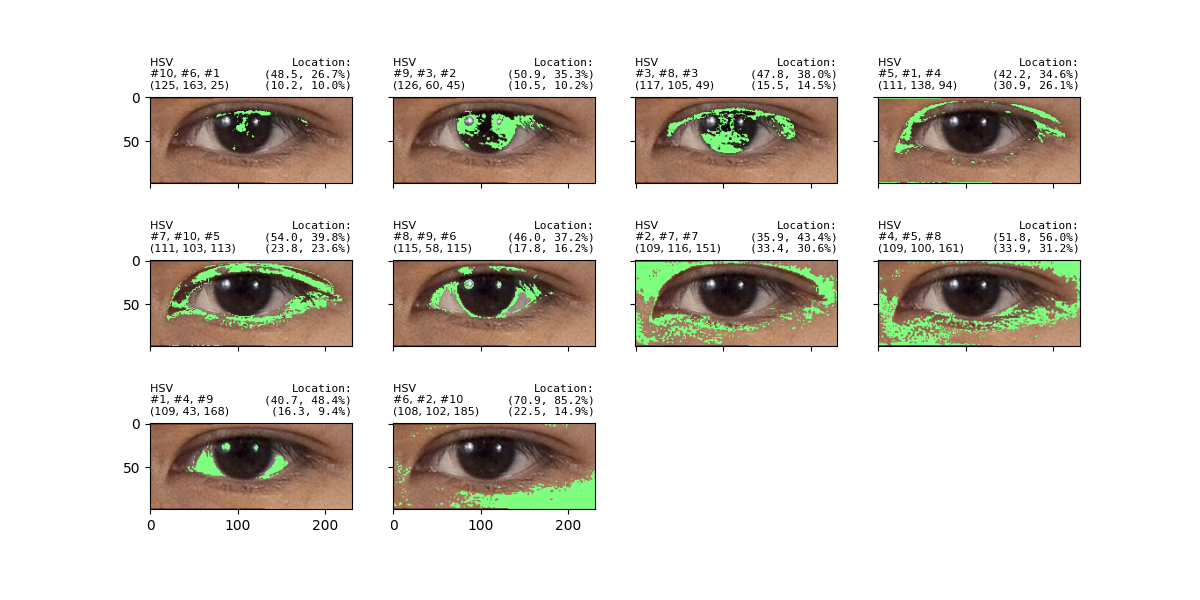 HSV Location:
#10, #6, #1 (48.5, 26.7%)
(125, 163, 25) (10.2, 10.0%)
HSV Location:
#9, #3, #2 (50.9, 35.3%)
(126, 60, 45) (10.5, 10.2%)
HSV Location:
#3, #8, #3 (47.8, 38.0%)
(117, 105, 49) (15.5, 14.5%)
HSV Location:
#5, #1, #4 (42.2, 34.6%)
(111, 138, 94) (30.9, 26.1%)
0
50
HSV Location:
#7, #10, #5 (54.0, 39.8%)
(111, 103, 113) (23.8, 23.6%)
HSV Location:
#8, #9, #6 (46.0, 37.2%)
(115, 58, 115) (17.8, 16.2%)
HSV Location:
#2, #7, #7 (35.9, 43.4%)
(109, 116, 151) (33.4, 30.6%)
HSV Location:
#4, #5, #8 (51.8, 56.0%)
(109, 100, 161) (33.9, 31.2%)
0
50
HSV Location:
#1, #4, #9 (40.7, 48.4%)
(109, 43, 168) (16.3, 9.4%)
HSV Location:
#6, #2, #10 (70.9, 85.2%)
(108, 102, 185) (22.5, 14.9%)
0
50
0 100 200
0 100 200